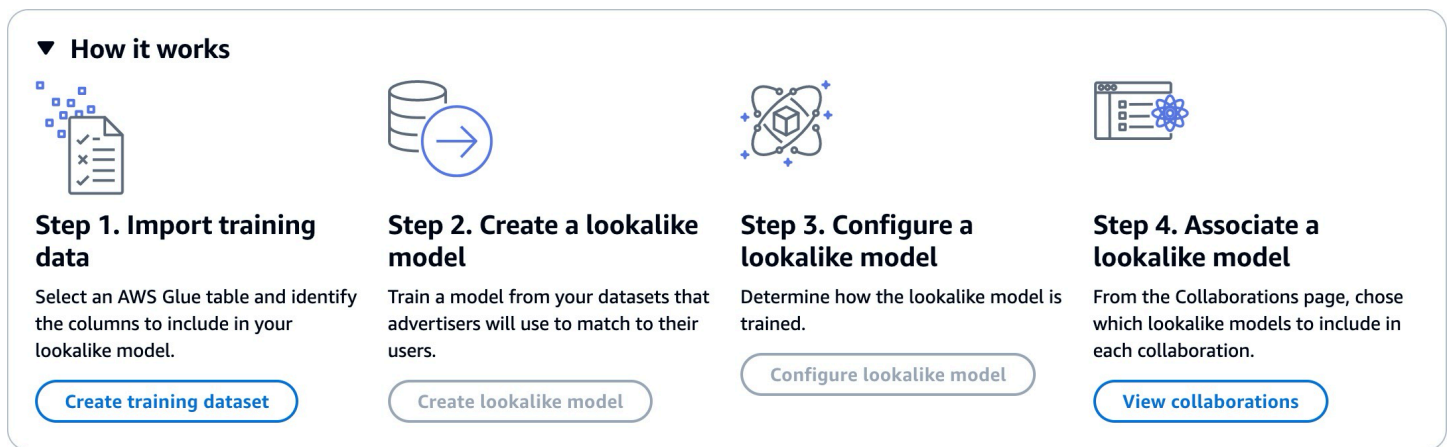 How it works
Step 1. Import training
data
Select an AWS Glue table and identify
the columns to include in your
lookalike model.
Create training dataset
Step 2. Create a lookalike
model
Train a model from your datasets that
advertisers will use to match to their
users.
Create lookalike model
Step 3. Configure a
lookalike model
Determine how the lookalike model is
trained.
Configure lookalike model
Step 4. Associate a
lookalike model
From the Collaborations page, chose
which lookalike models to include in
each collaboration.
View collaborations